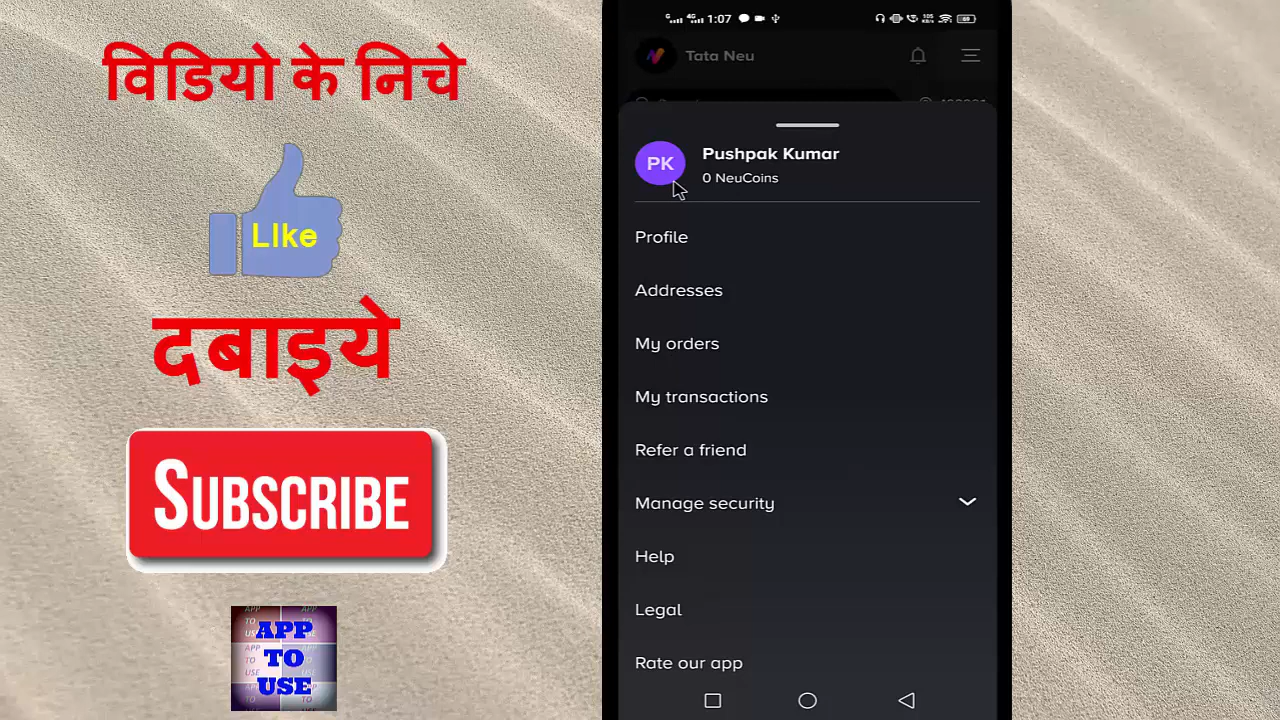 विडियो के निचे
LIke
दबाइये
SUBSCRIBE
APP
TO
USE
1:07
69
Tata Neu
PK
Pushpak Kumar
0 NeuCoins
Profile
Addresses
My orders
My transactions
Refer a friend
Manage security
Help
Legal
Rate our app